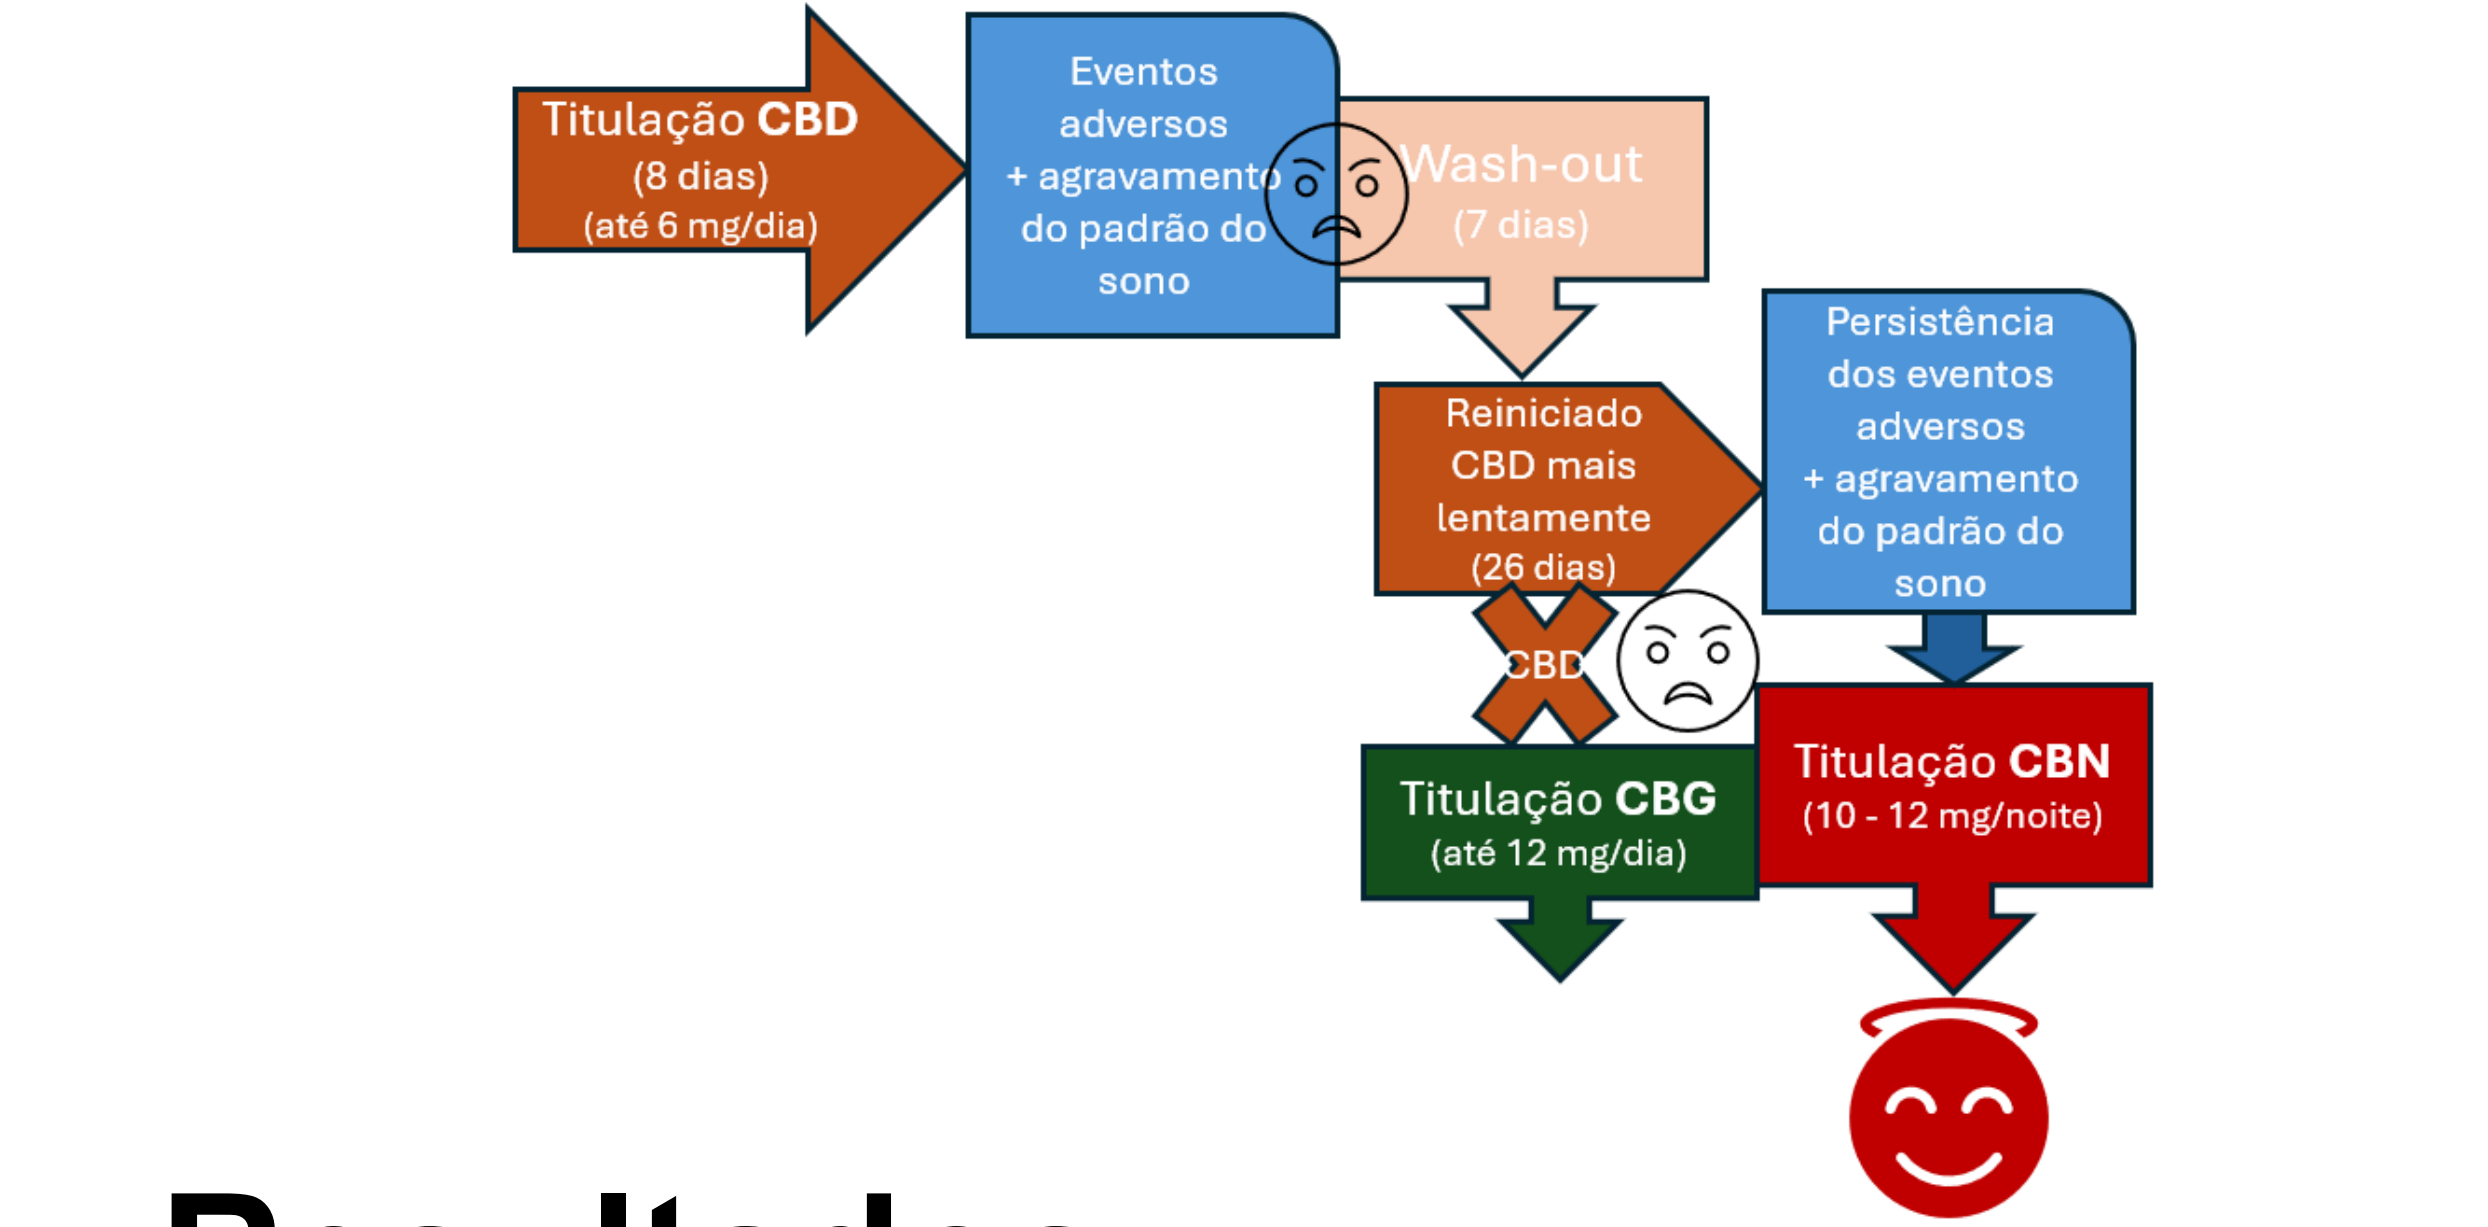 Titulação CBD
(8 dias)
(até 6 mg/dia)
Eventos
adversos
+ agravamento
do padrão do
sono
Wash-out
(7 dias)
Reiniciado
CBD mais
lentamente
(26 dias)
Persistência
dos eventos
adversos
+ agravamento
do padrão do
sono
CBD
Titulação CBG
(até 12 mg/dia)
Titulação CBN
(10 - 12 mg/noite)